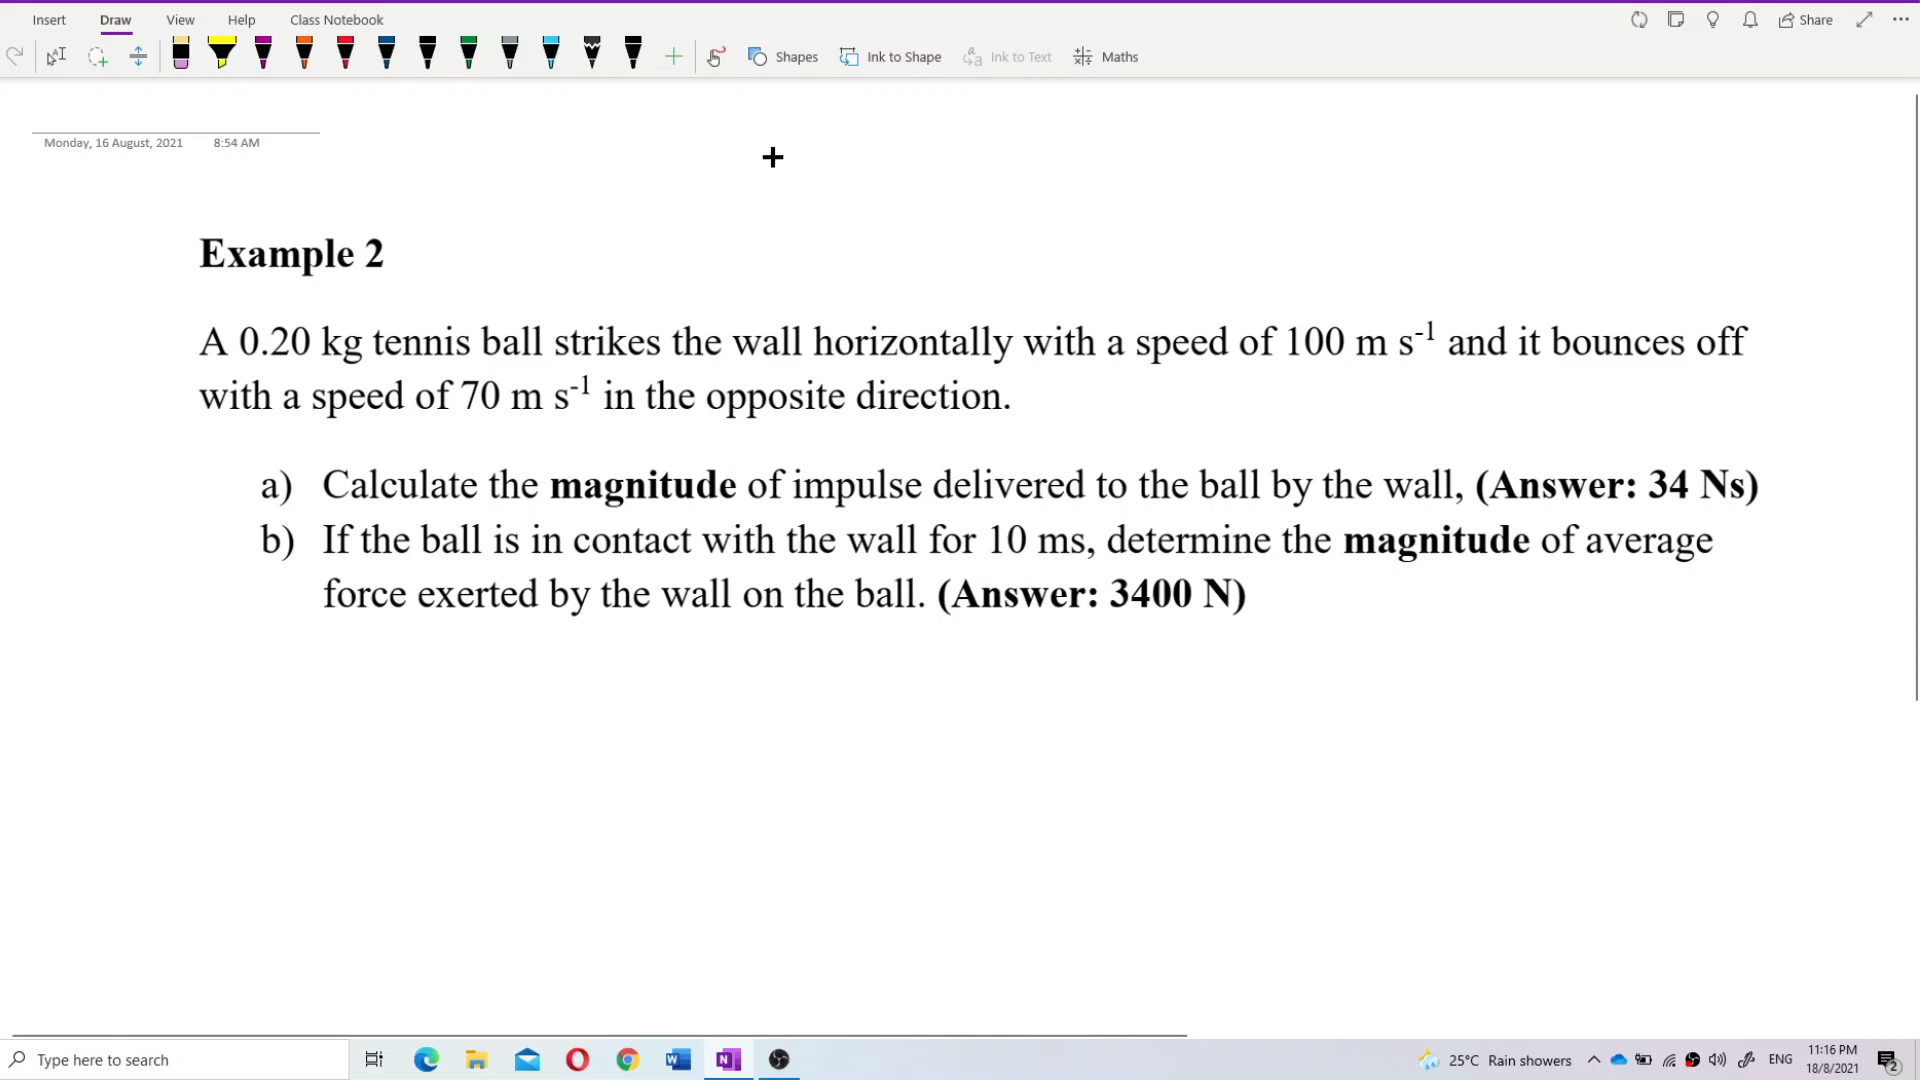 Insert Draw View Help Class Notebook Share
Shapes Ink to Shape Ink to Text Maths
Monday, 16 August, 2021 8:54 AM
Example 2
A 0.20 kg tennis ball strikes the wall horizontally with a speed of 100 m s⁻¹ and it bounces off
with a speed of 70 m s⁻¹ in the opposite direction.
a) Calculate the magnitude of impulse delivered to the ball by the wall, (Answer: 34 Ns)
b) If the ball is in contact with the wall for 10 ms, determine the magnitude of average
force exerted by the wall on the ball. (Answer: 3400 N)
Type here to search 25°C Rain showers ENG 11:16 PM
18/8/2021 2